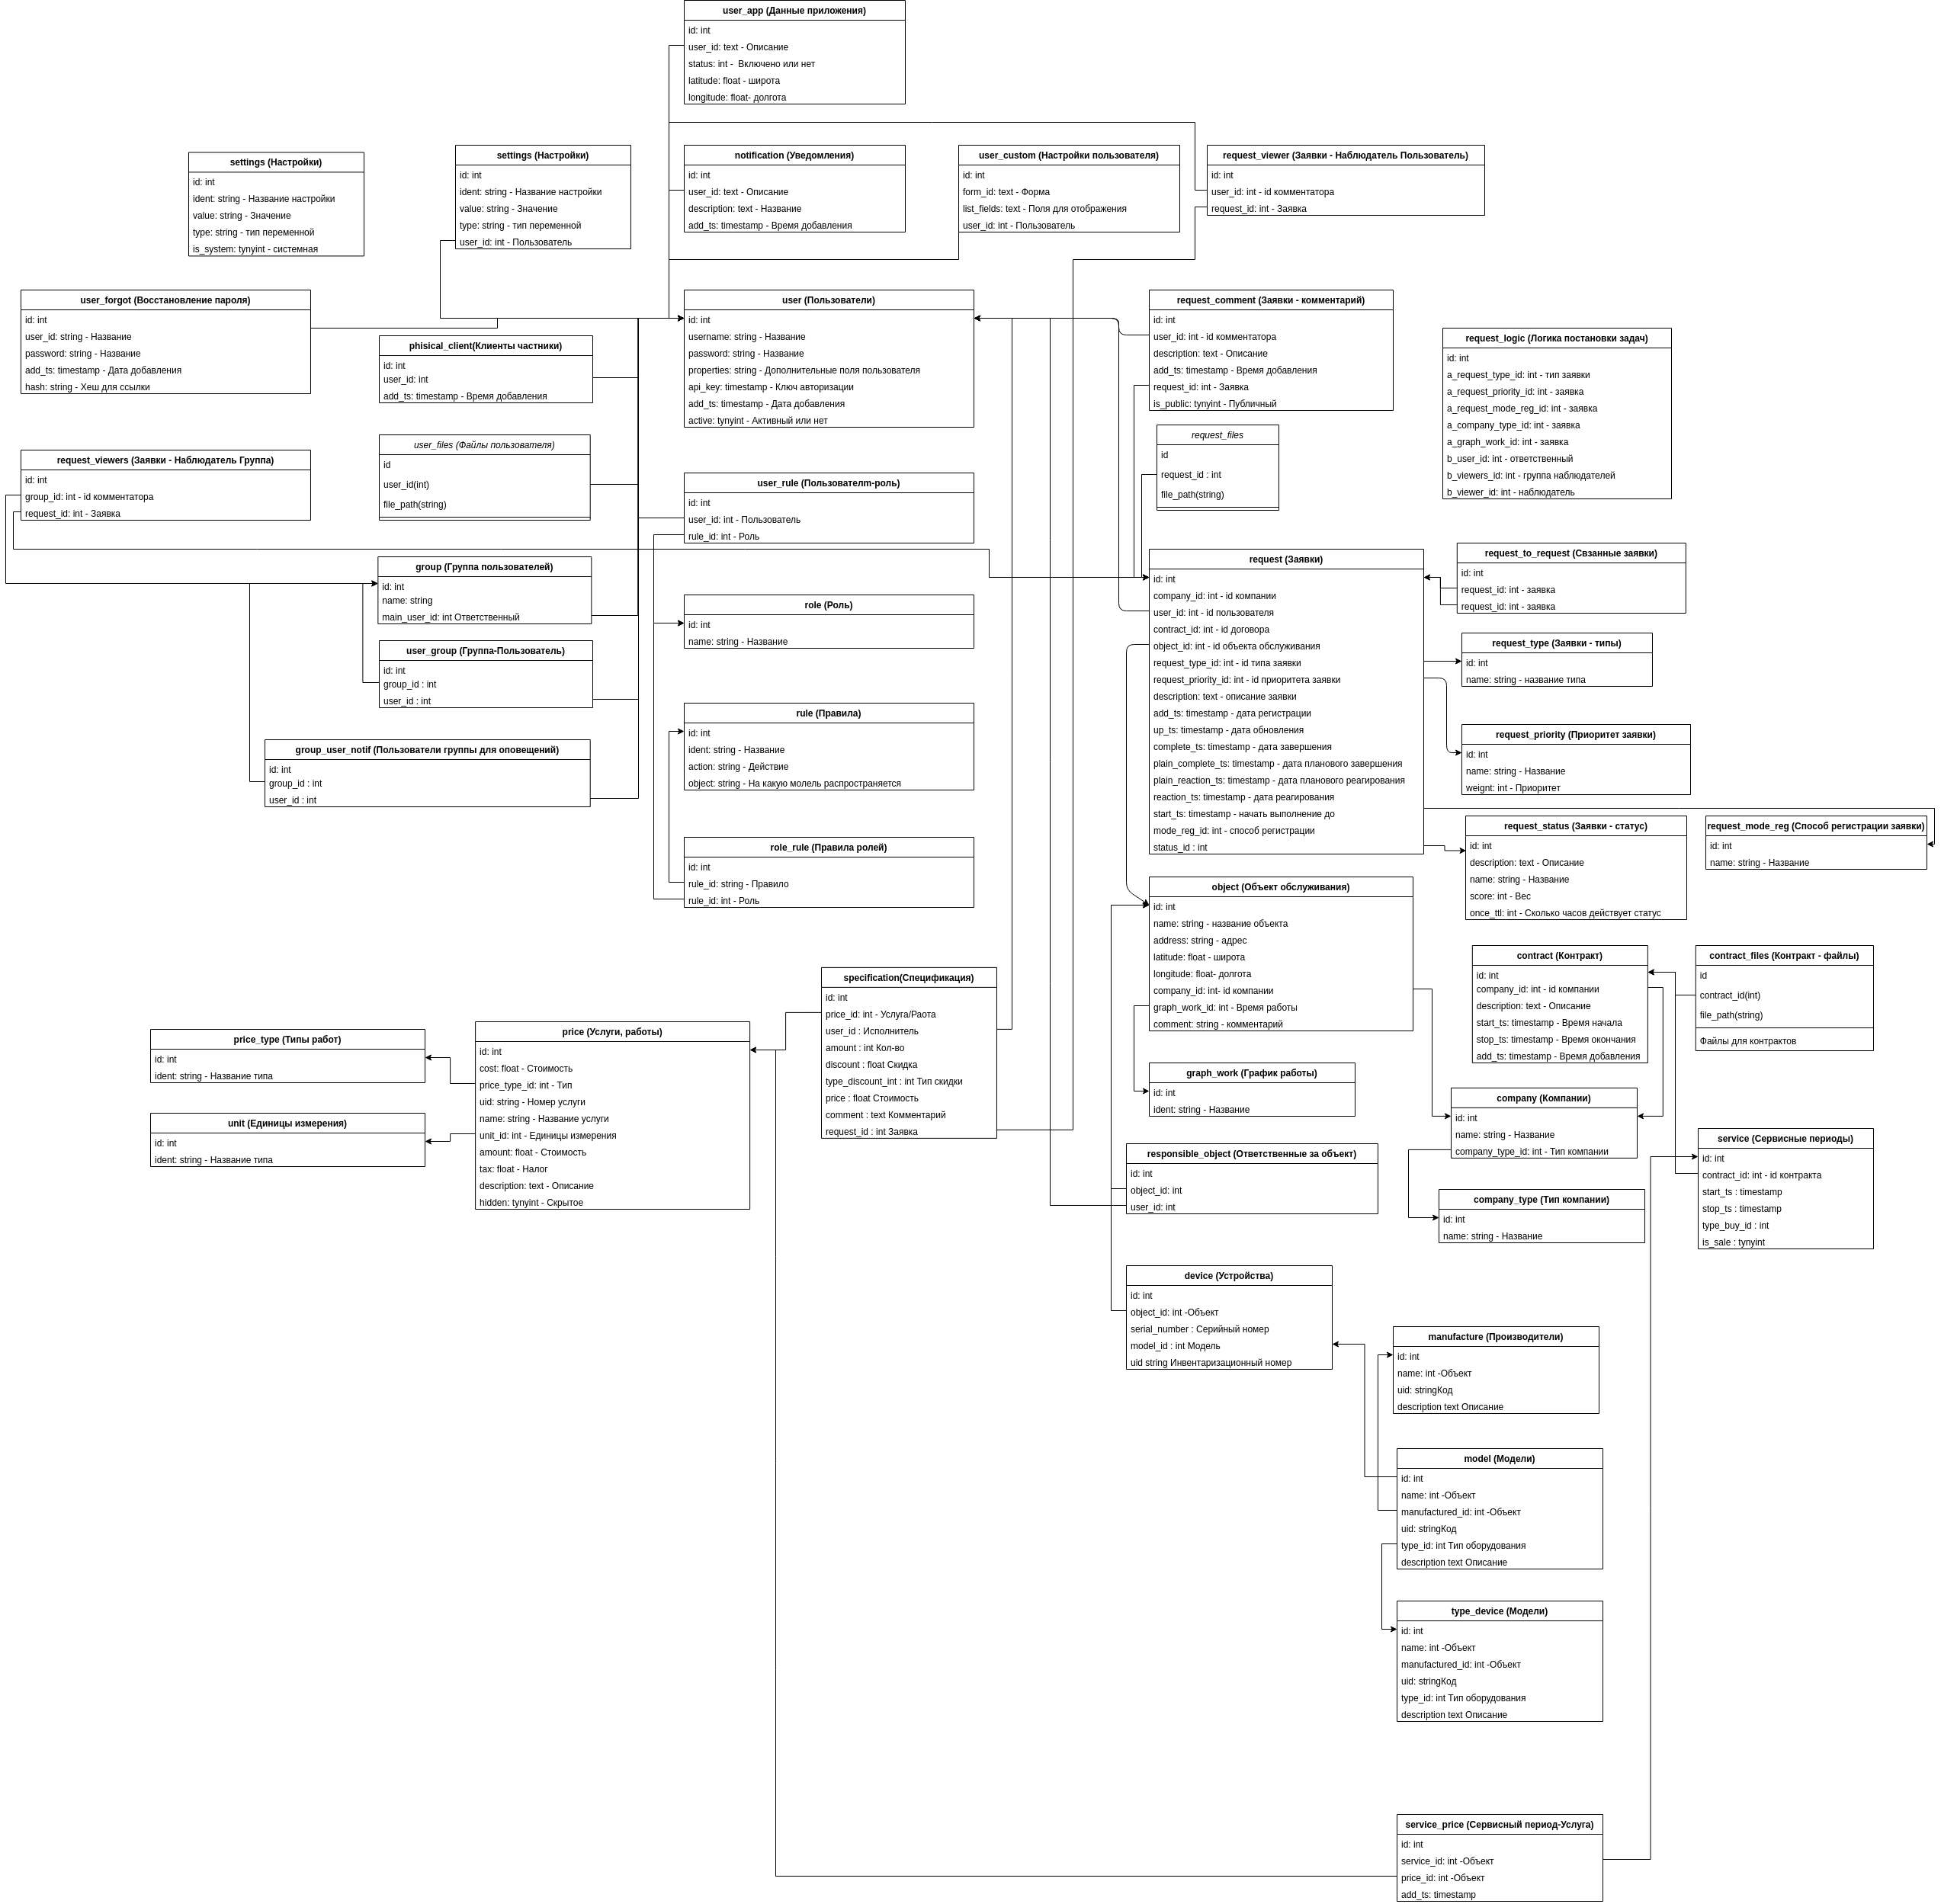 user_app (Данные приложения)
id: int
user_id: text - Описание
status: int -  Включено или нет
latitude: float - широта
longitude: float- долгота
settings (Настройки)
id: int
ident: string - Название настройки
value: string - Значение
type: string - тип переменной
is_system: tynyint - системная
settings (Настройки)
id: int
ident: string - Название настройки
value: string - Значение
type: string - тип переменной
user_id: int - Пользователь
notification (Уведомления)
id: int
user_id: text - Описание
description: text - Название
add_ts: timestamp - Время добавления
user_custom (Настройки пользователя)
id: int
form_id: text - Форма
list_fields: text - Поля для отображения
user_id: int - Пользователь
request_viewer (Заявки - Наблюдатель Пользователь)
id: int
user_id: int - id комментатора
request_id: int - Заявка
user_forgot (Восстановление пароля)
id: int
user_id: string - Название
password: string - Название
add_ts: timestamp - Дата добавления
hash: string - Хеш для ссылки
phisical_client(Клиенты частники)
id: int
user_id: int
add_ts: timestamp - Время добавления
user (Пользователи)
id: int
username: string - Название
password: string - Название
properties: string - Дополнительные поля пользователя
api_key: timestamp - Ключ авторизации
add_ts: timestamp - Дата добавления
active: tynyint - Активный или нет
request_comment (Заявки - комментарий)
id: int
user_id: int - id комментатора
description: text - Описание
add_ts: timestamp - Время добавления
request_id: int - Заявка
is_public: tynyint - Публичный
request_logic (Логика постановки задач)
id: int
a_request_type_id: int - тип заявки
a_request_priority_id: int - заявка
a_request_mode_reg_id: int - заявка
a_company_type_id: int - заявка
a_graph_work_id: int - заявка
b_user_id: int - ответственный
b_viewers_id: int - группа наблюдателей
b_viewer_id: int - наблюдатель
request_viewers (Заявки - Наблюдатель Группа)
id: int
group_id: int - id комментатора
request_id: int - Заявка
user_files (Файлы пользователя)
id
user_id(int)
file_path(string)
user_rule (Пользователm-роль)
id: int
user_id: int - Пользователь
rule_id: int - Роль
request_files
id
request_id : int
file_path(string)
group (Группа пользователей)
id: int
name: string
main_user_id: int Ответственный
user_group (Группа-Пользователь)
id: int
group_id : int
user_id : int
group_user_notif (Пользователи группы для оповещений)
id: int
group_id : int
user_id : int
role (Роль)
id: int
name: string - Название
rule (Правила)
id: int
ident: string - Название
action: string - Действие
object: string - На какую молель распространяется
role_rule (Правила ролей)
id: int
rule_id: string - Правило
rule_id: int - Роль
request (Заявки)
id: int
company_id: int - id компании
user_id: int - id пользователя
contract_id: int - id договора
object_id: int - id объекта обслуживания
request_type_id: int - id типа заявки
request_priority_id: int - id приоритета заявки
description: text - описание заявки
add_ts: timestamp - дата регистрации
up_ts: timestamp - дата обновления
complete_ts: timestamp - дата завершения
plain_complete_ts: timestamp - дата планового завершения
plain_reaction_ts: timestamp - дата планового реагирования
reaction_ts: timestamp - дата реагирования
start_ts: timestamp - начать выполнение до
mode_reg_id: int - способ регистрации
status_id : int
request_to_request (Свзанные заявки)
id: int
request_id: int - заявка
request_id: int - заявка
request_type (Заявки - типы)
id: int
name: string - название типа
request_priority (Приоритет заявки)
id: int
name: string - Название
weignt: int - Приоритет
request_status (Заявки - статус)
id: int
description: text - Описание
name: string - Название
score: int - Вес
once_ttl: int - Сколько часов действует статус
request_mode_reg (Способ регистрации заявки)
id: int
name: string - Название
object (Объект обслуживания)
id: int
name: string - название объекта
address: string - адрес
latitude: float - широта
longitude: float- долгота
company_id: int- id компании
graph_work_id: int - Время работы
comment: string - комментарий
contract (Контракт)
id: int
company_id: int - id компании
description: text - Описание
start_ts: timestamp - Время начала
stop_ts: timestamp - Время окончания
add_ts: timestamp - Время добавления
contract_files (Контракт - файлы)
id
contract_id(int)
file_path(string)
Файлы для контрактов
specification(Спецификация)
id: int
price_id: int - Услуга/Раота
user_id : Исполнитель
amount : int Кол-во
discount : float Скидка
type_discount_int : int Тип скидки
price : float Стоимость
comment : text Комментарий
request_id : int Заявка
price_type (Типы работ)
id: int
ident: string - Название типа
unit (Единицы измерения)
id: int
ident: string - Название типа
price (Услуги, работы)
id: int
cost: float - Стоимость
price_type_id: int - Тип
uid: string - Номер услуги
name: string - Название услуги
unit_id: int - Единицы измерения
amount: float - Стоимость
tax: float - Налог
description: text - Описание
hidden: tynyint - Скрытое
graph_work (График работы)
id: int
ident: string - Название
company (Компании)
id: int
name: string - Название
company_type_id: int - Тип компании
service (Сервисные периоды)
id: int
contract_id: int - id контракта
start_ts : timestamp
stop_ts : timestamp
type_buy_id : int
is_sale : tynyint
responsible_object (Ответственные за объект)
id: int
object_id: int
user_id: int
company_type (Тип компании)
id: int
name: string - Название
device (Устройства)
id: int
object_id: int -Объект
serial_number : Серийный номер
model_id : int Модель
uid string Инвентаризационный номер
manufacture (Производители)
id: int
name: int -Объект
uid: stringКод
description text Описание
model (Модели)
id: int
name: int -Объект
manufactured_id: int -Объект
uid: stringКод
type_id: int Тип оборудования
description text Описание
type_device (Модели)
id: int
name: int -Объект
manufactured_id: int -Объект
uid: stringКод
type_id: int Тип оборудования
description text Описание
service_price (Сервисный период-Услуга)
id: int
service_id: int -Объект
price_id: int -Объект
add_ts: timestamp